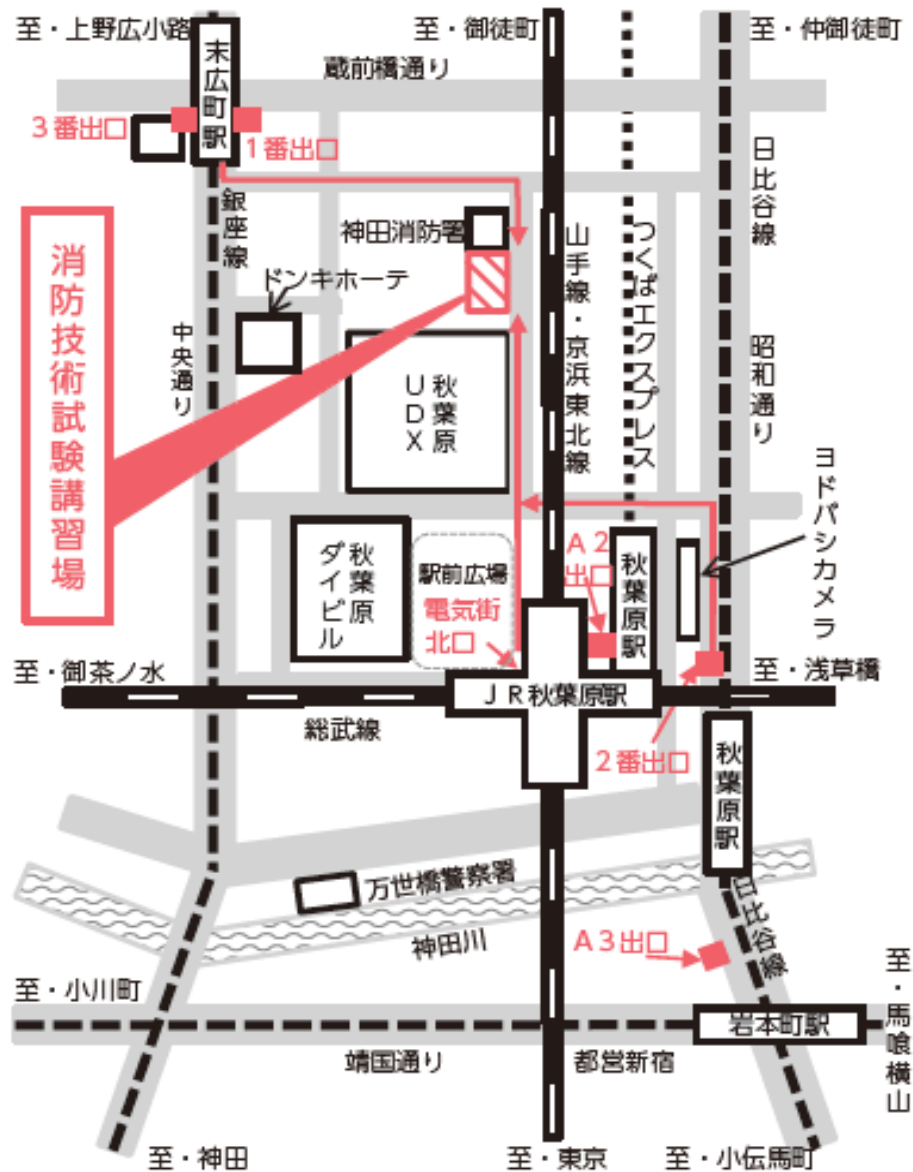 至・上野広小路
至・御徒町
至・仲御徒町
末広町駅
蔵前橋通り
3番出口
1番出口
日比谷線
銀座線
神田消防署
山手線・京浜東北線
つくばエクスプレス
消防技術試験講習場
ドンキホーテ
中央通り
秋葉原
UDX
昭和通り
ヨドバシカメラ
秋葉原
ダイビル
駅前広場
電気街
北口
A2
出口
秋葉原駅
至・御茶ノ水
JR秋葉原駅
至・浅草橋
総武線
2番出口
秋葉原駅
万世橋警察署
神田川
日比谷線
A3出口
至・小川町
岩本町駅
至・馬喰横山
靖国通り
都営新宿
至・神田
至・東京
至・小伝馬町